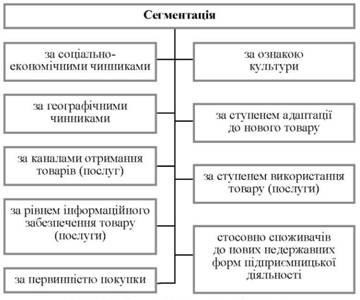 Сегментація
за соціально-
економічними чинниками
за географічними
чинниками
за каналами отримання
товарів (послуг)
за рівнем інформаційного
забезпечення товару
(послуги)
за первинністю покупки
за ознакою
культури
за ступенем адаптації
до нового товару
за ступенем використання
товару (послуги)
стосовно споживачів
до нових недержавних
форм підприємницької
діяльності